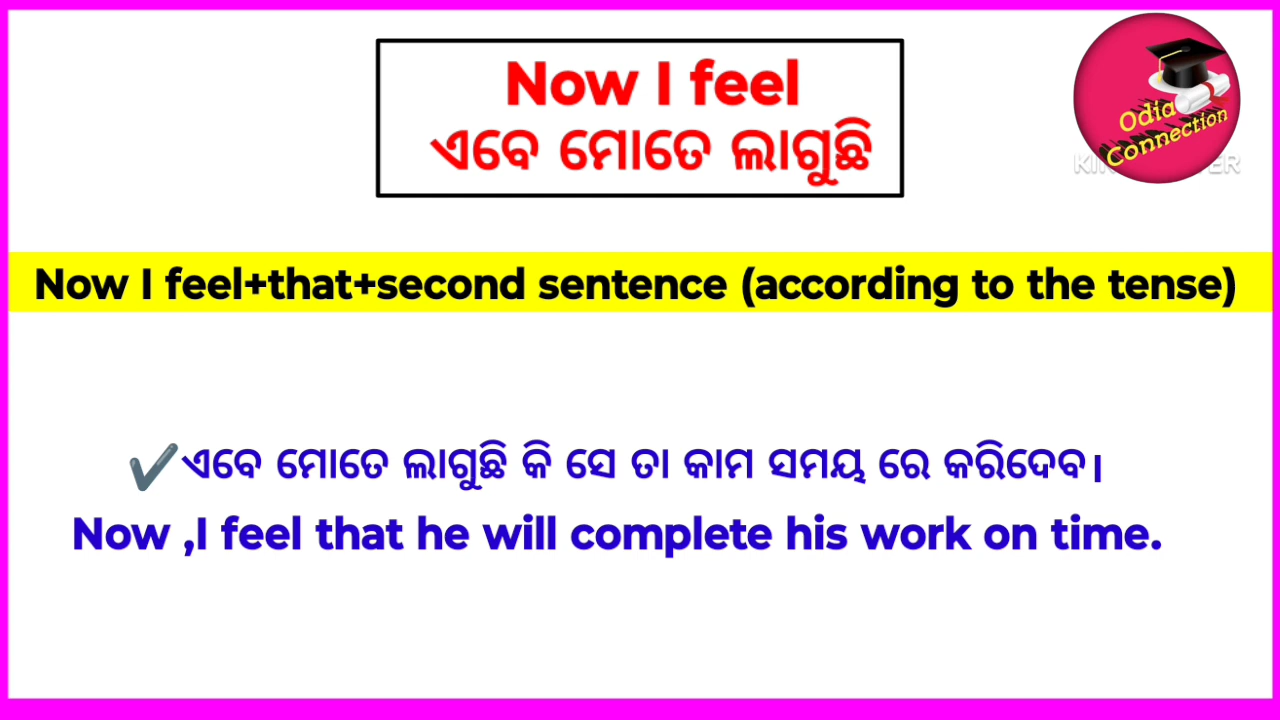 Now I feel
ଏବେ ମୋତେ ଲାଗୁଛି
Odia
Connection
Now I feel+that+second sentence (according to the tense)
✔ଏବେ ମୋତେ ଲାଗୁଛି କି ସେ ତା କାମ ସମୟ ରେ କରିଦେବ।
Now ,I feel that he will complete his work on time.